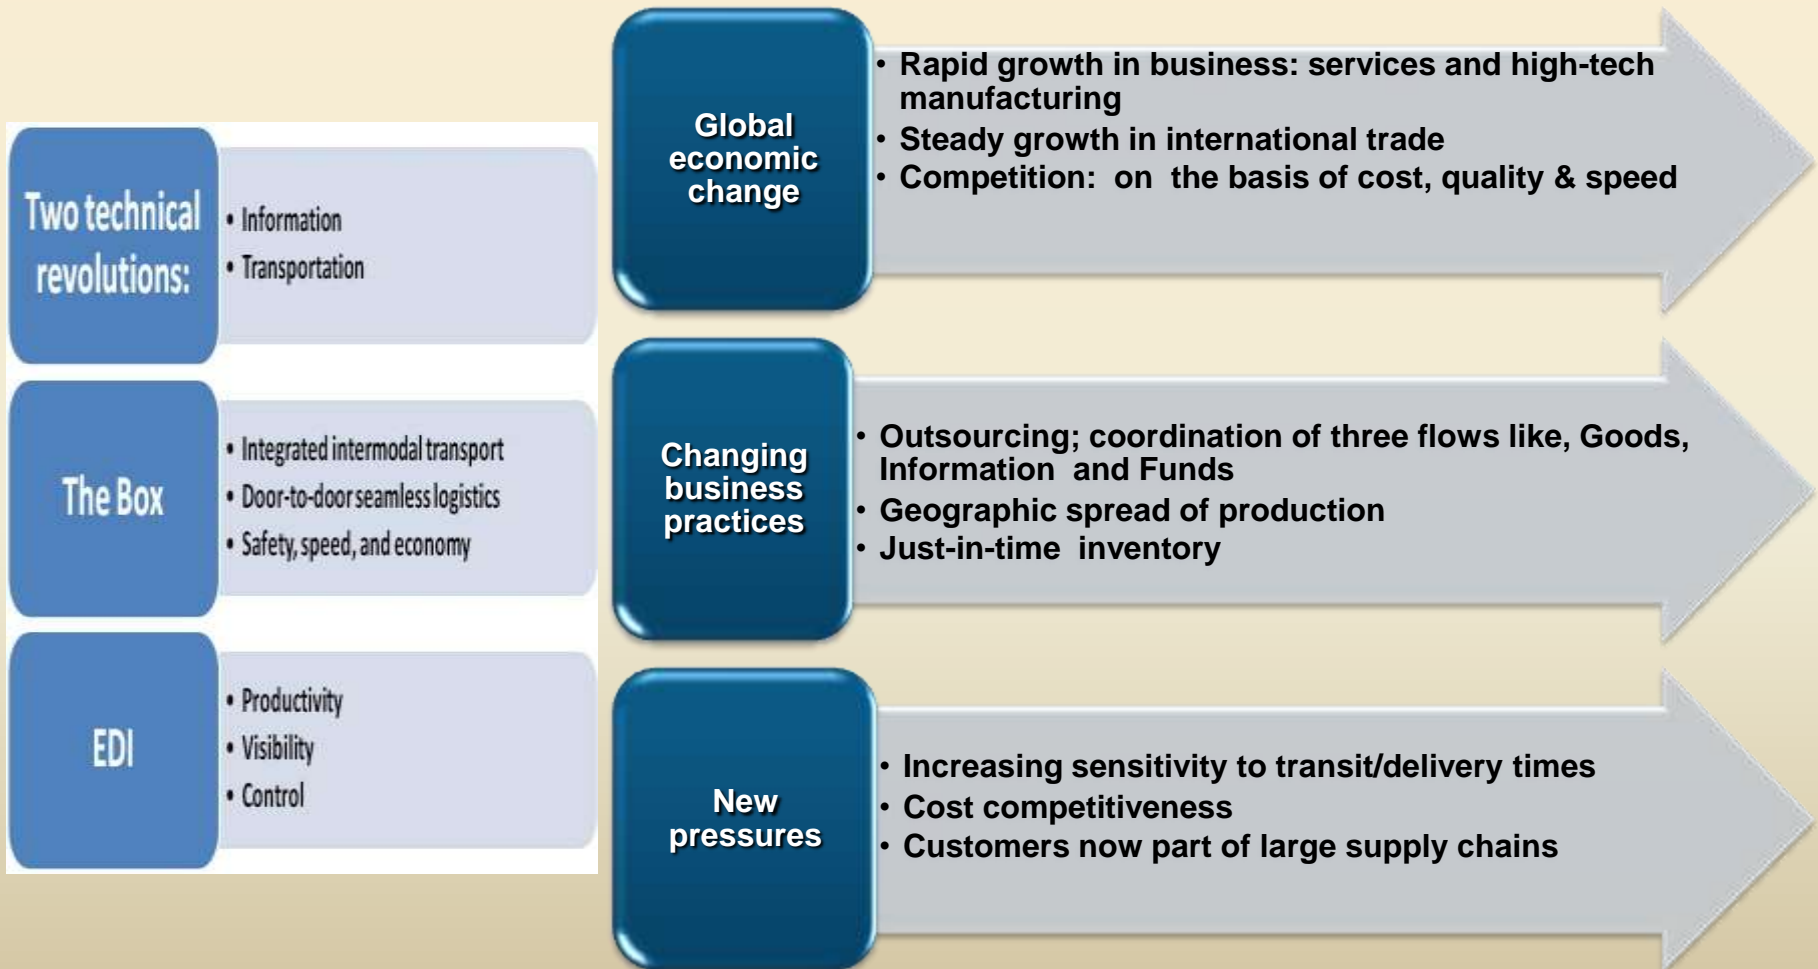 Two technical
revolutions:
• Information
• Transportation
The Box
• Integrated intermodal transport
• Door-to-door seamless logistics
• Safety, speed, and economy
EDI
• Productivity
• Visibility
• Control
Global
economic
change
• Rapid growth in business: services and high-tech
manufacturing
• Steady growth in international trade
• Competition: on the basis of cost, quality & speed
Changing
business
practices
• Outsourcing; coordination of three flows like, Goods,
Information and Funds
• Geographic spread of production
• Just-in-time inventory
New
pressures
• Increasing sensitivity to transit/delivery times
• Cost competitiveness
• Customers now part of large supply chains